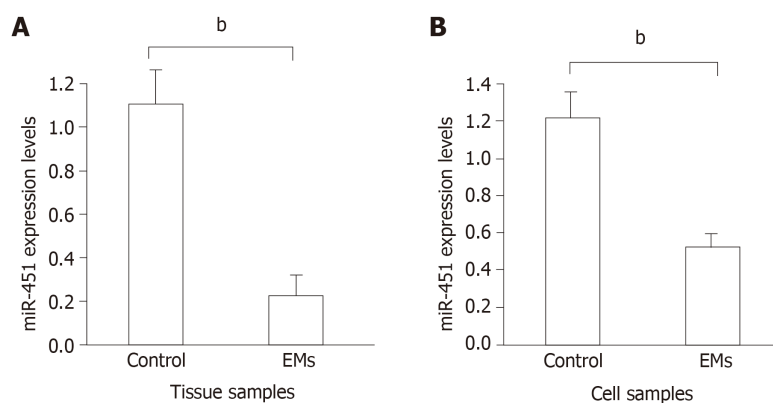 A
b
miR-451 expression levels
1.2
1.0
0.8
0.6
0.4
0.2
0.0
Control EMs
Tissue samples
B
b
miR-451 expression levels
1.4
1.2
1.0
0.8
0.6
0.4
0.2
0.0
Control EMs
Cell samples